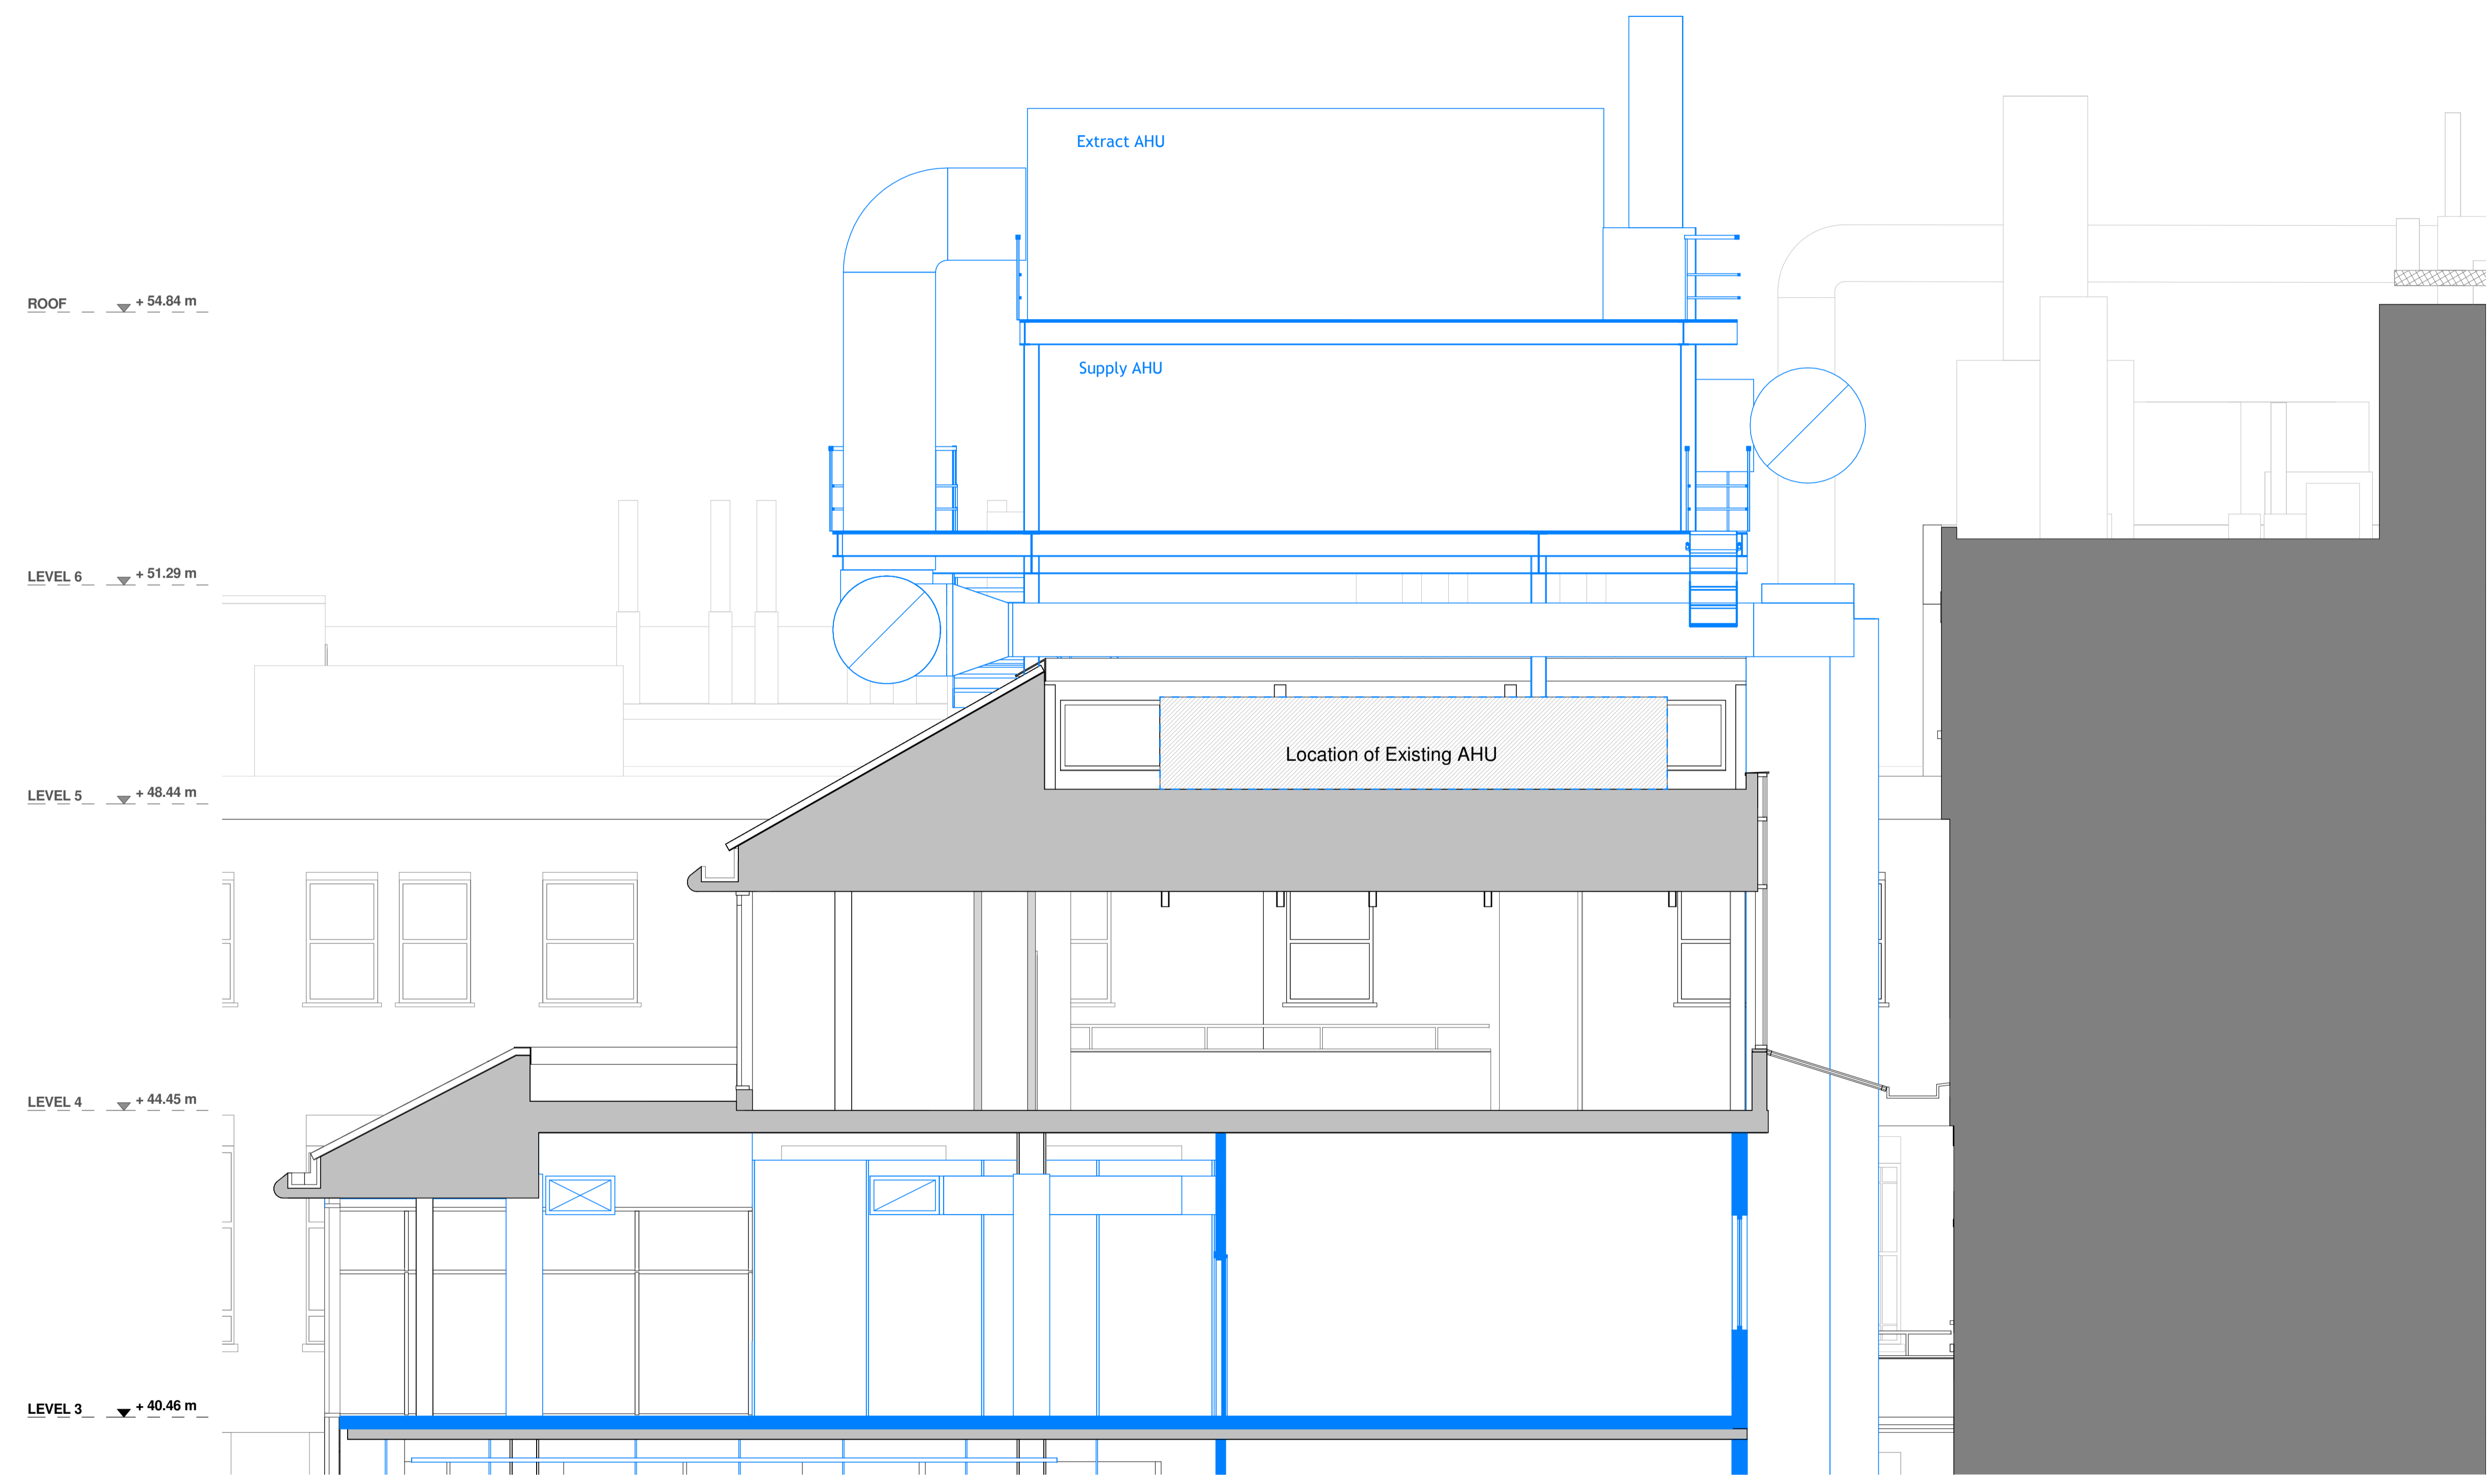 Extract AHU
ROOF + 54.84 m
Supply AHU
LEVEL 6 + 51.29 m
Location of Existing AHU
LEVEL 5 + 48.44 m
LEVEL 4 + 44.45 m
LEVEL 3 + 40.46 m